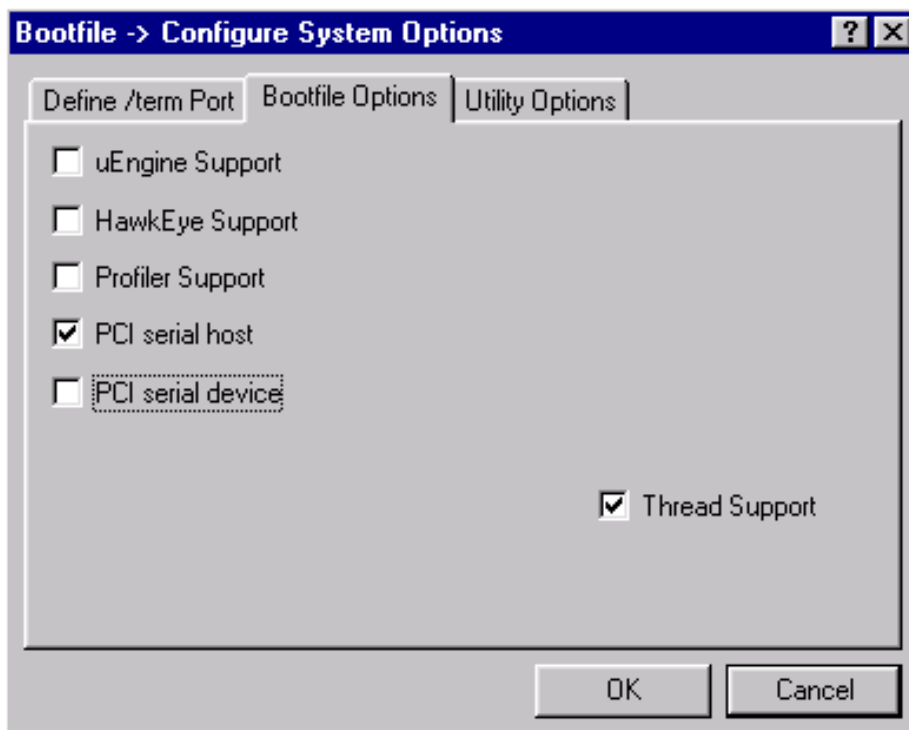 Bootfile -> Configure System Options
Define /term Port Bootfile Options Utility Options
uEngine Support
HawkEye Support
Profiler Support
PCI serial host
PCI serial device
Thread Support
OK Cancel